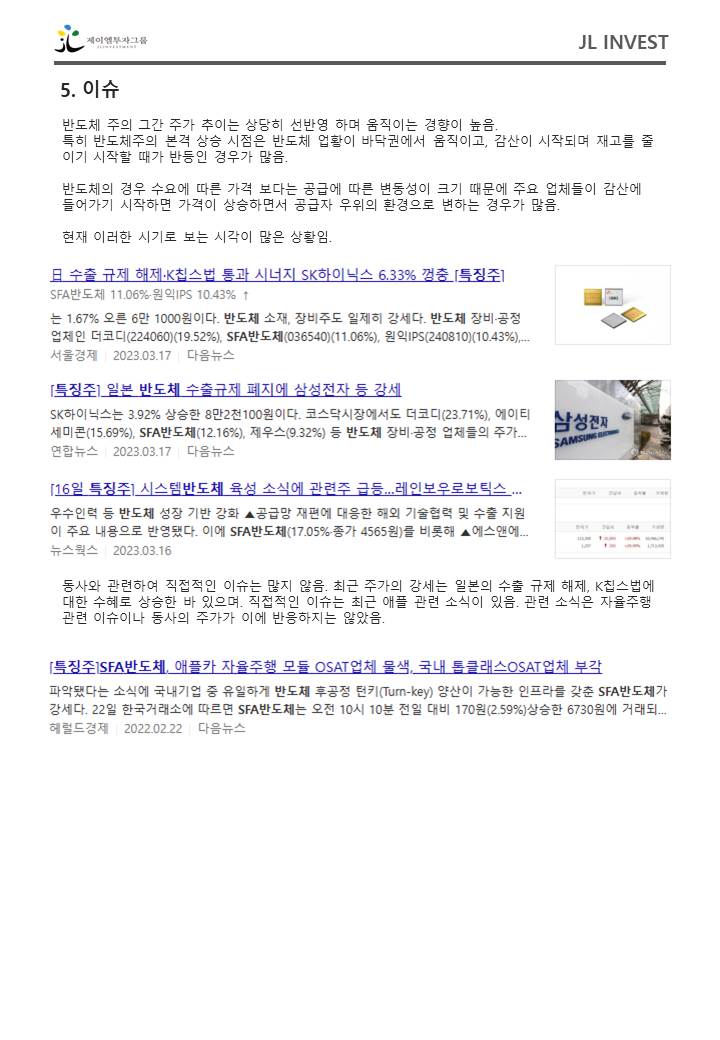 제이엘투자그룹
JLINVESTMENT
JL INVEST
5. 이슈
반도체 주의 그간 주가 추이는 상당히 선반영 하며 움직이는 경향이 높음.
특히 반도체주의 본격 상승 시점은 반도체 업황이 바닥권에서 움직이고, 감산이 시작되며 재고를 줄
이기 시작할 때가 반등인 경우가 많음.
반도체의 경우 수요에 따른 가격 보다는 공급에 따른 변동성이 크기 때문에 주요 업체들이 감산에
들어가기 시작하면 가격이 상승하면서 공급자 우위의 환경으로 변하는 경우가 많음.
현재 이러한 시기로 보는 시각이 많은 상황임.
日 수출 규제 해제·K칩스법 통과 시너지 SK하이닉스 6.33% 껑충 [특징주]
SFA반도체 11.06%·원익IPS 10.43% ↑
는 1.67% 오른 6만 1000원이다. 반도체 소재, 장비주도 일제히 강세다. 반도체 장비·공정
업체인 더코디(224060)(19.52%), SFA반도체(036540)(11.06%), 원익IPS(240810)(10.43%),...
서울경제 | 2023.03.17 | 다음뉴스
[특징주] 일본 반도체 수출규제 폐지에 삼성전자 등 강세
SK하이닉스는 3.92% 상승한 8만2천100원이다. 코스닥시장에서도 더코디(23.71%), 에이티
세미콘(15.69%), SFA반도체(12.16%), 제우스(9.32%) 등 반도체 장비·공정 업체들의 주가...
연합뉴스 | 2023.03.17 | 다음뉴스
삼성전자
SAMSUNG ELECTRONICS
[16일 특징주] 시스템반도체 육성 소식에 관련주 급등...레인보우로보틱스 ...
우수인력 등 반도체 성장 기반 강화 ▲공급망 재편에 대응한 해외 기술협력 및 수출 지원
이 주요 내용으로 반영됐다. 이에 SFA반도체(17.05%·종가 4565원)를 비롯해 ▲에스앤에...
뉴스웍스 | 2023.03.16
동사와 관련하여 직접적인 이슈는 많지 않음. 최근 주가의 강세는 일본의 수출 규제 해제, K칩스법에
대한 수혜로 상승한 바 있으며. 직접적인 이슈는 최근 애플 관련 소식이 있음. 관련 소식은 자율주행
관련 이슈이나 동사의 주가가 이에 반응하지는 않았음.
[특징주]SFA반도체, 애플카 자율주행 모듈 OSAT업체 물색, 국내 톱클래스OSAT업체 부각
파악됐다는 소식에 국내기업 중 유일하게 반도체 후공정 턴키(Turn-key) 양산이 가능한 인프라를 갖춘 SFA반도체가
강세다. 22일 한국거래소에 따르면 SFA반도체는 오전 10시 10분 전일 대비 170원(2.59%)상승한 6730원에 거래되...
헤럴드경제 | 2022.02.22 | 다음뉴스